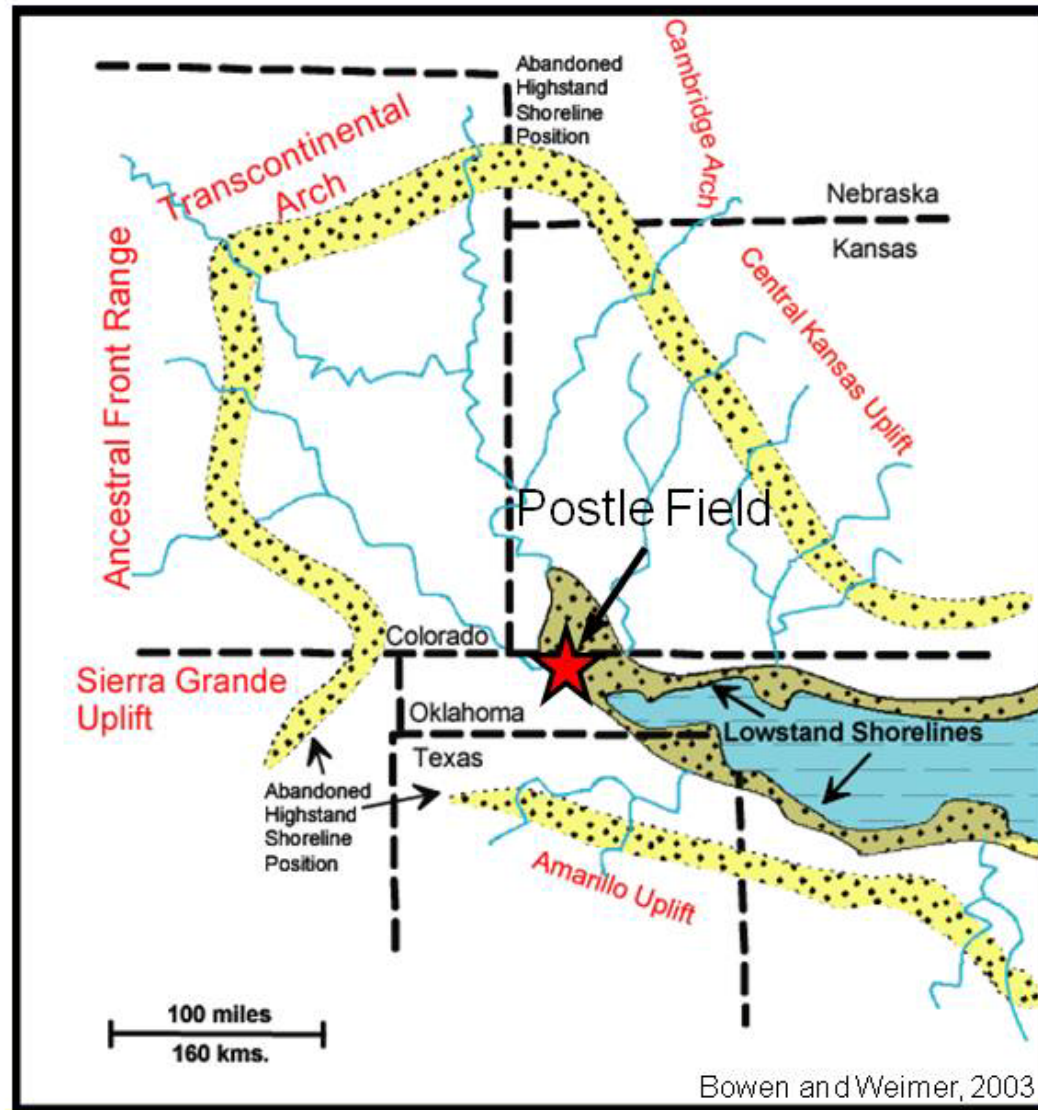 Abandoned
Highstand
Shoreline
Position
Cambridge Arch
Transcontinental
Arch
Nebraska
Kansas
Ancestral Front Range
Central Kansas Uplift
Postle Field
Colorado
Sierra Grande
Uplift
Oklahoma
Texas
Lowstand Shorelines
Abandoned
Highstand
Shoreline
Position
Amarillo Uplift
100 miles
160 kms.
Bowen and Weimer, 2003